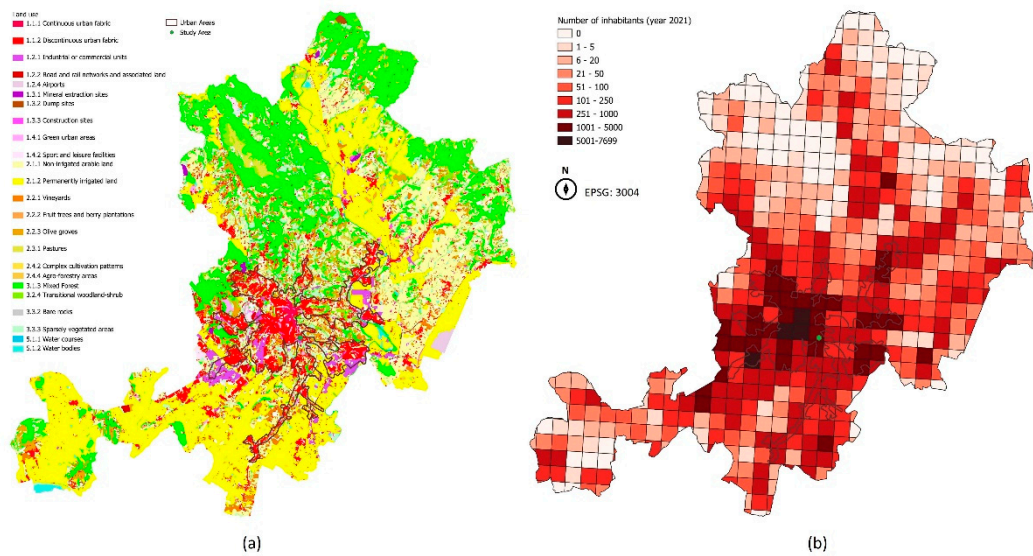 Land use
1.1.1 Continuous urban fabric
1.1.2 Discontinuous urban fabric
1.2.1 Industrial or commercial units
1.2.2 Road and rail networks and associated land
1.2.4 Airports
1.3.1 Mineral extraction sites
1.3.2 Dump sites
1.3.3 Construction sites
1.4.1 Green urban areas
1.4.2 Sport and leisure facilities
2.1.1 Non irrigated arable land
2.1.2 Permanently irrigated land
2.2.1 Vineyards
2.2.2 Fruit trees and berry plantations
2.2.3 Olive groves
2.3.1 Pastures
2.4.2 Complex cultivation patterns
2.4.4 Agro-forestry areas
3.1.3 Mixed Forest
3.2.4 Transitional woodland-shrub
3.3.2 Bare rocks
3.3.3 Sparsely vegetated areas
5.1.1 Water courses
5.1.2 Water bodies
Urban Areas
Study Area
(a)
Number of inhabitants (year 2021)
0
1 - 5
6 - 20
21 - 50
51 - 100
101 - 250
251 - 1000
1001 - 5000
5001-7699
N
EPSG: 3004
(b)